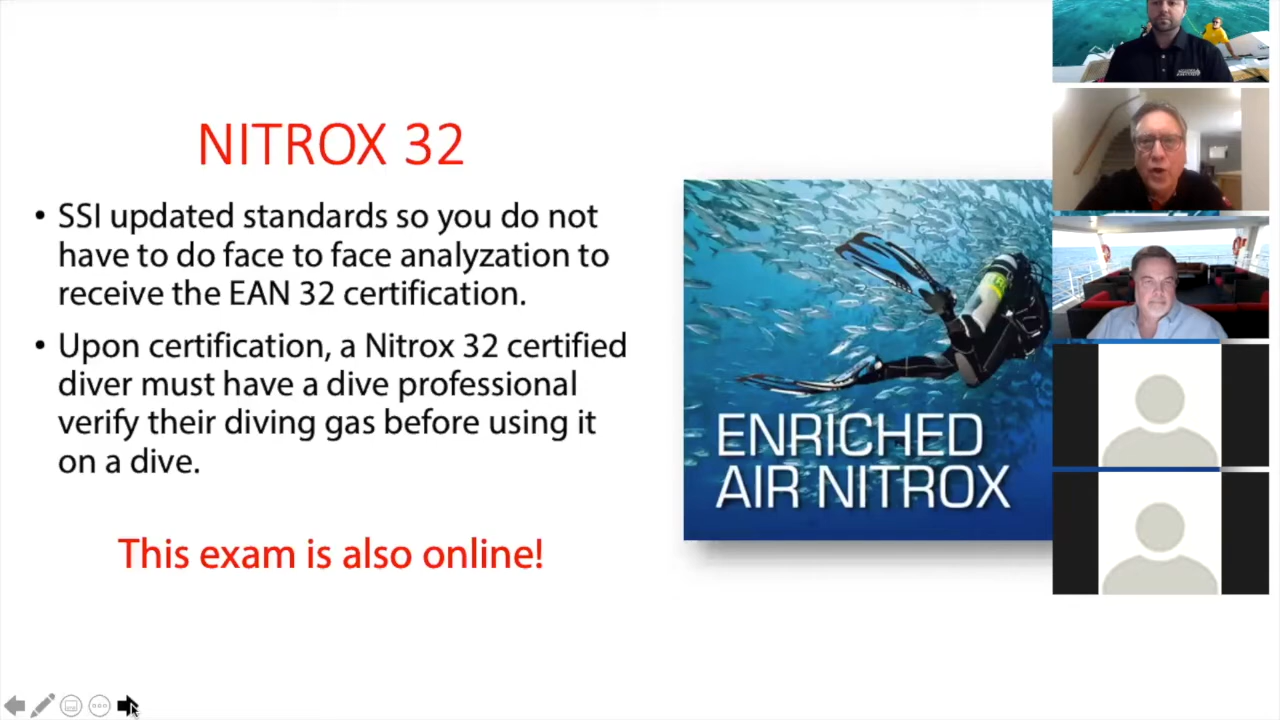 NITROX 32
• SSI updated standards so you do not
have to do face to face analyzation to
receive the EAN 32 certification.
• Upon certification, a Nitrox 32 certified
diver must have a dive professional
verify their diving gas before using it
on a dive.
This exam is also online!
ENRICHED
AIR NITROX